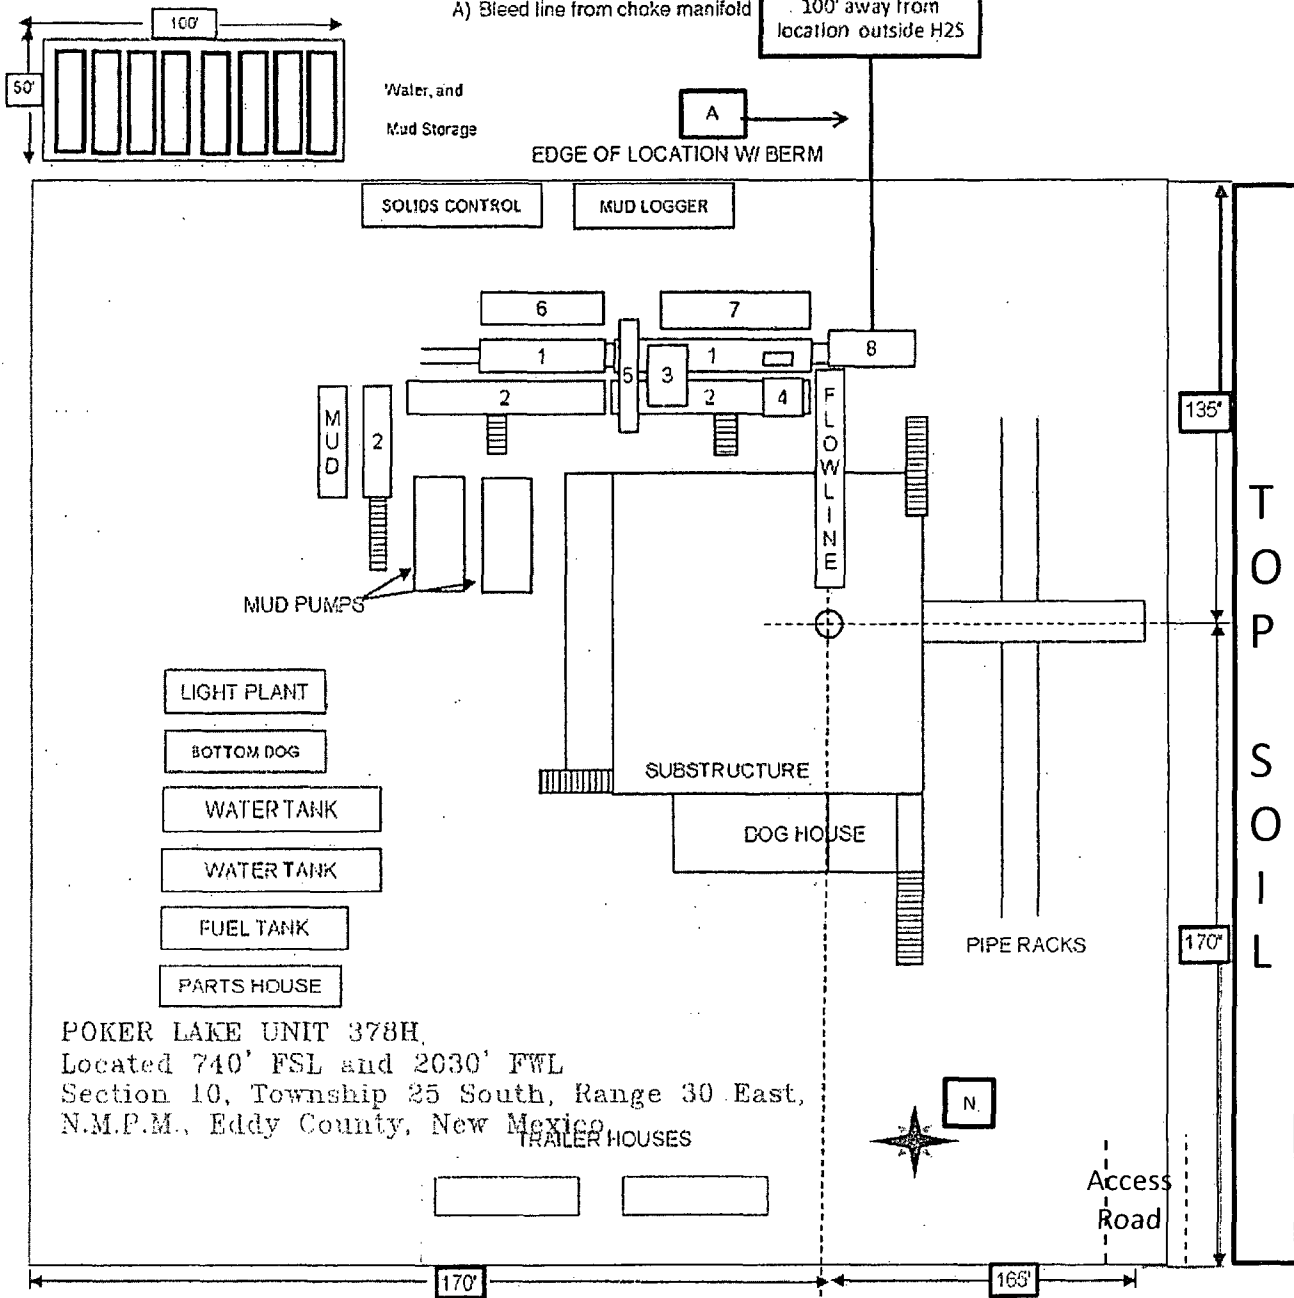 A) Bleed line from choke manifold
100' away from
location outside H2S
100'
50'
Water, and
Mud Storage
A
EDGE OF LOCATION W/ BERM
SOLIDS CONTROL
MUD LOGGER
6
7
1
1
8
5
3
2
2
4
2
MUD
FLOWLINE
135'
MUD PUMPS
TOP SOIL
LIGHT PLANT
BOTTOM DOG
WATER TANK
WATER TANK
FUEL TANK
PARTS HOUSE
SUBSTRUCTURE
DOG HOUSE
PIPE RACKS
170'
POKER LAKE UNIT 378H,
Located 740' FSL and 2030' FWL
Section 10, Township 25 South, Range 30 East,
N.M.P.M., Eddy County, New Mexico.
TRAILER HOUSES
N.
Access
Road
170'
165'